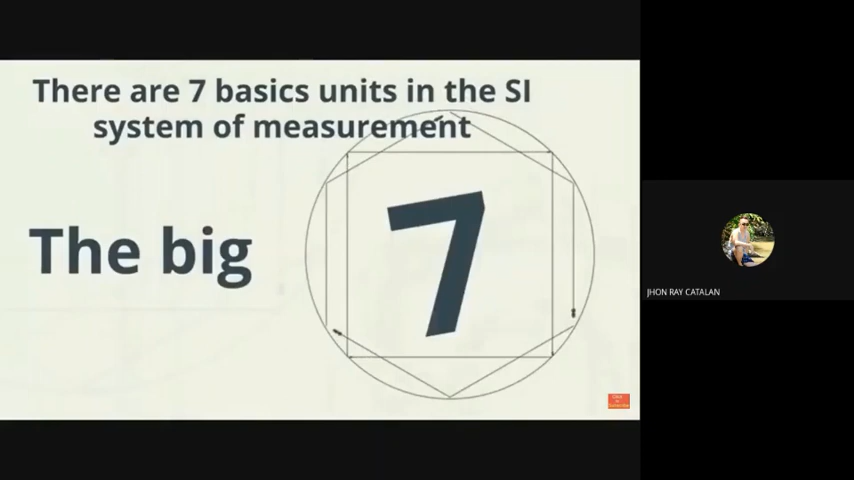 There are 7 basics units in the SI
system of measurement
The big
7
JHON RAY CATALAN